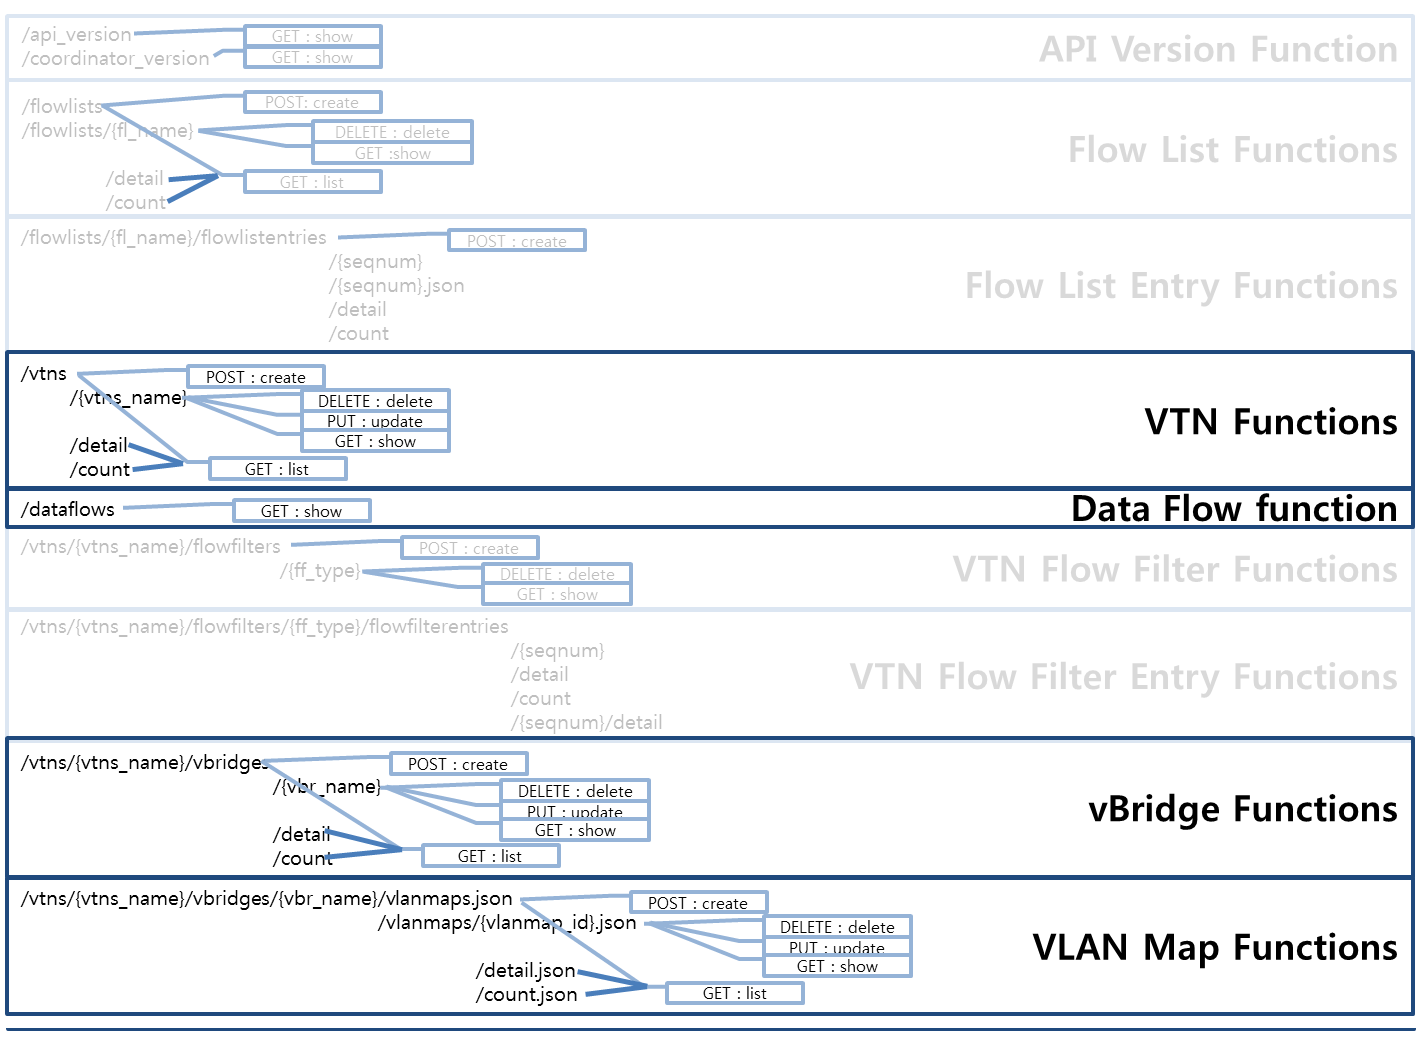 /api_version GET : show
/coordinator_version GET : show
API Version Function
/flowlists POST: create
/flowlists/{fl_name} DELETE : delete
GET :show
Flow List Functions
/detail GET : list
/count
/flowlists/{fl_name}/flowlistentries POST : create
/{seqnum}
/{seqnum}.json
Flow List Entry Functions
/detail
/count
/vtns POST : create
/{vtns_name} DELETE : delete
PUT : update
GET : show
VTN Functions
/detail
/count GET : list
/dataflows GET : show
Data Flow function
/vtns/{vtns_name}/flowfilters POST : create
/{ff_type} DELETE : delete
GET : show
VTN Flow Filter Functions
/vtns/{vtns_name}/flowfilters/{ff_type}/flowfilterentries
/{seqnum}
/detail
VTN Flow Filter Entry Functions
/count
/{seqnum}/detail
/vtns/{vtns_name}/vbridges POST : create
/{vbr_name} DELETE : delete
PUT : update
GET : show
vBridge Functions
/detail
/count GET : list
/vtns/{vtns_name}/vbridges/{vbr_name}/vlanmaps.json POST : create
/vlanmaps/{vlanmap_id}.json DELETE : delete
PUT : update
GET : show
VLAN Map Functions
/detail.json
/count.json GET : list